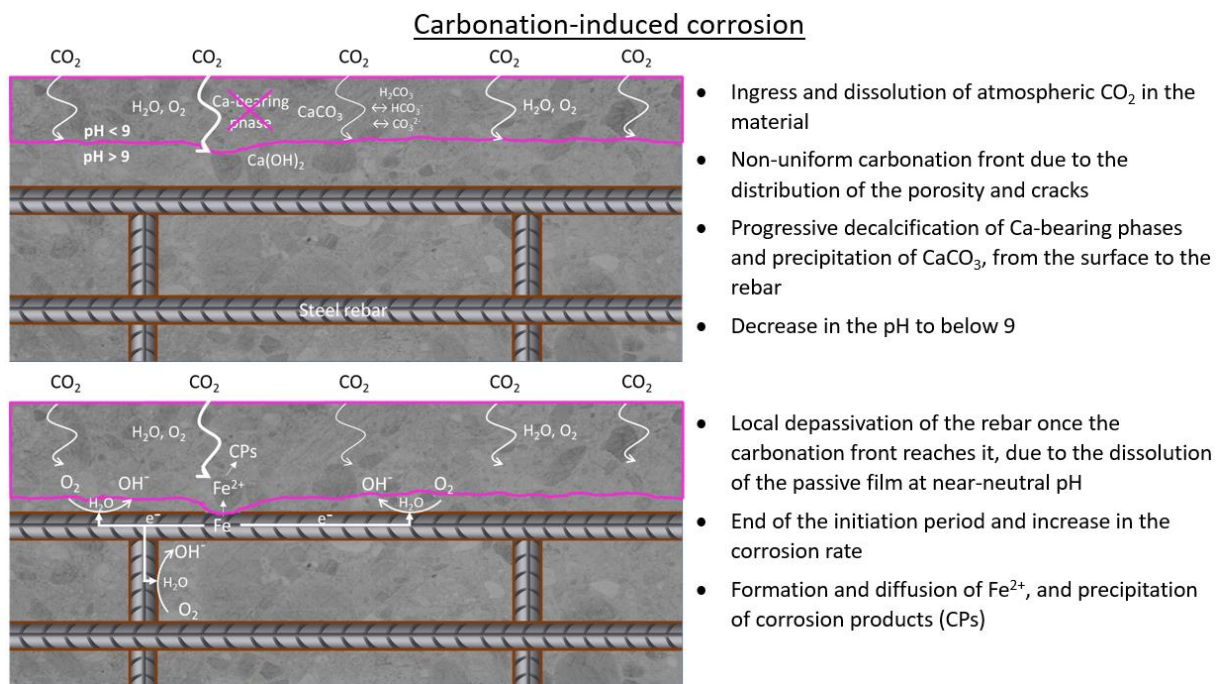 Carbonation-induced corrosion
CO₂ CO₂ CO₂ CO₂ CO₂
H₂O, O₂
Ca-bearing
phase
CaCO₃
H₂CO₃
↔ HCO₃⁻
↔ CO₃²⁻
H₂O, O₂
pH < 9
pH > 9
Ca(OH)₂
Steel rebar
• Ingress and dissolution of atmospheric CO₂ in the
material
• Non-uniform carbonation front due to the
distribution of the porosity and cracks
• Progressive decalcification of Ca-bearing phases
and precipitation of CaCO₃, from the surface to the
rebar
• Decrease in the pH to below 9
CO₂ CO₂ CO₂ CO₂ CO₂
H₂O, O₂
H₂O, O₂
CPs
O₂ OH⁻ Fe²⁺ OH⁻ O₂
H₂O H₂O
e⁻ Fe e⁻
OH⁻
H₂O
O₂
• Local depassivation of the rebar once the
carbonation front reaches it, due to the dissolution
of the passive film at near-neutral pH
• End of the initiation period and increase in the
corrosion rate
• Formation and diffusion of Fe²⁺, and precipitation
of corrosion products (CPs)